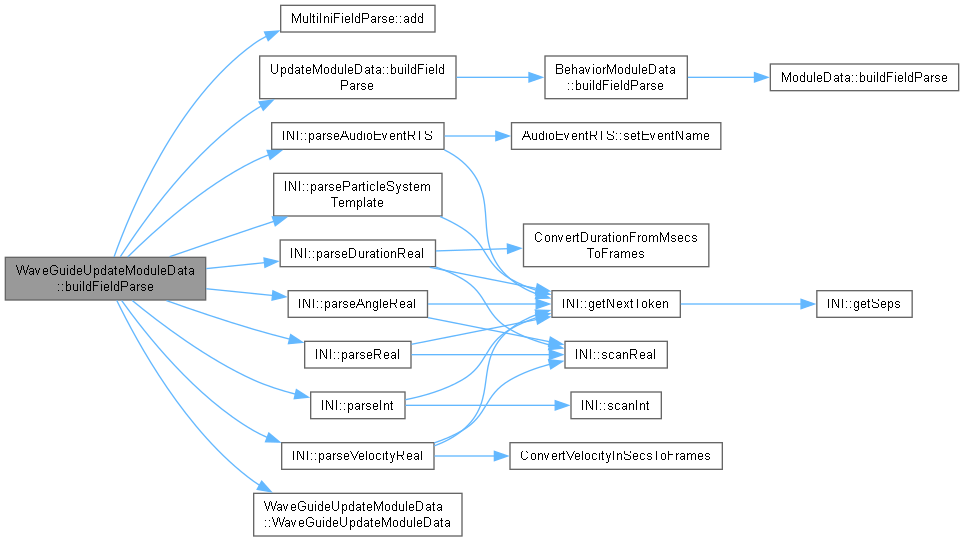 MultiIniFieldParse::add
UpdateModuleData::buildField
Parse
BehaviorModuleData
::buildFieldParse
ModuleData::buildFieldParse
INI::parseAudioEventRTS
AudioEventRTS::setEventName
INI::parseParticleSystem
Template
INI::parseDurationReal
ConvertDurationFromMsecs
ToFrames
WaveGuideUpdateModuleData
::buildFieldParse
INI::parseAngleReal
INI::getNextToken
INI::getSeps
INI::parseReal
INI::scanReal
INI::parseInt
INI::scanInt
INI::parseVelocityReal
ConvertVelocityInSecsToFrames
WaveGuideUpdateModuleData
::WaveGuideUpdateModuleData